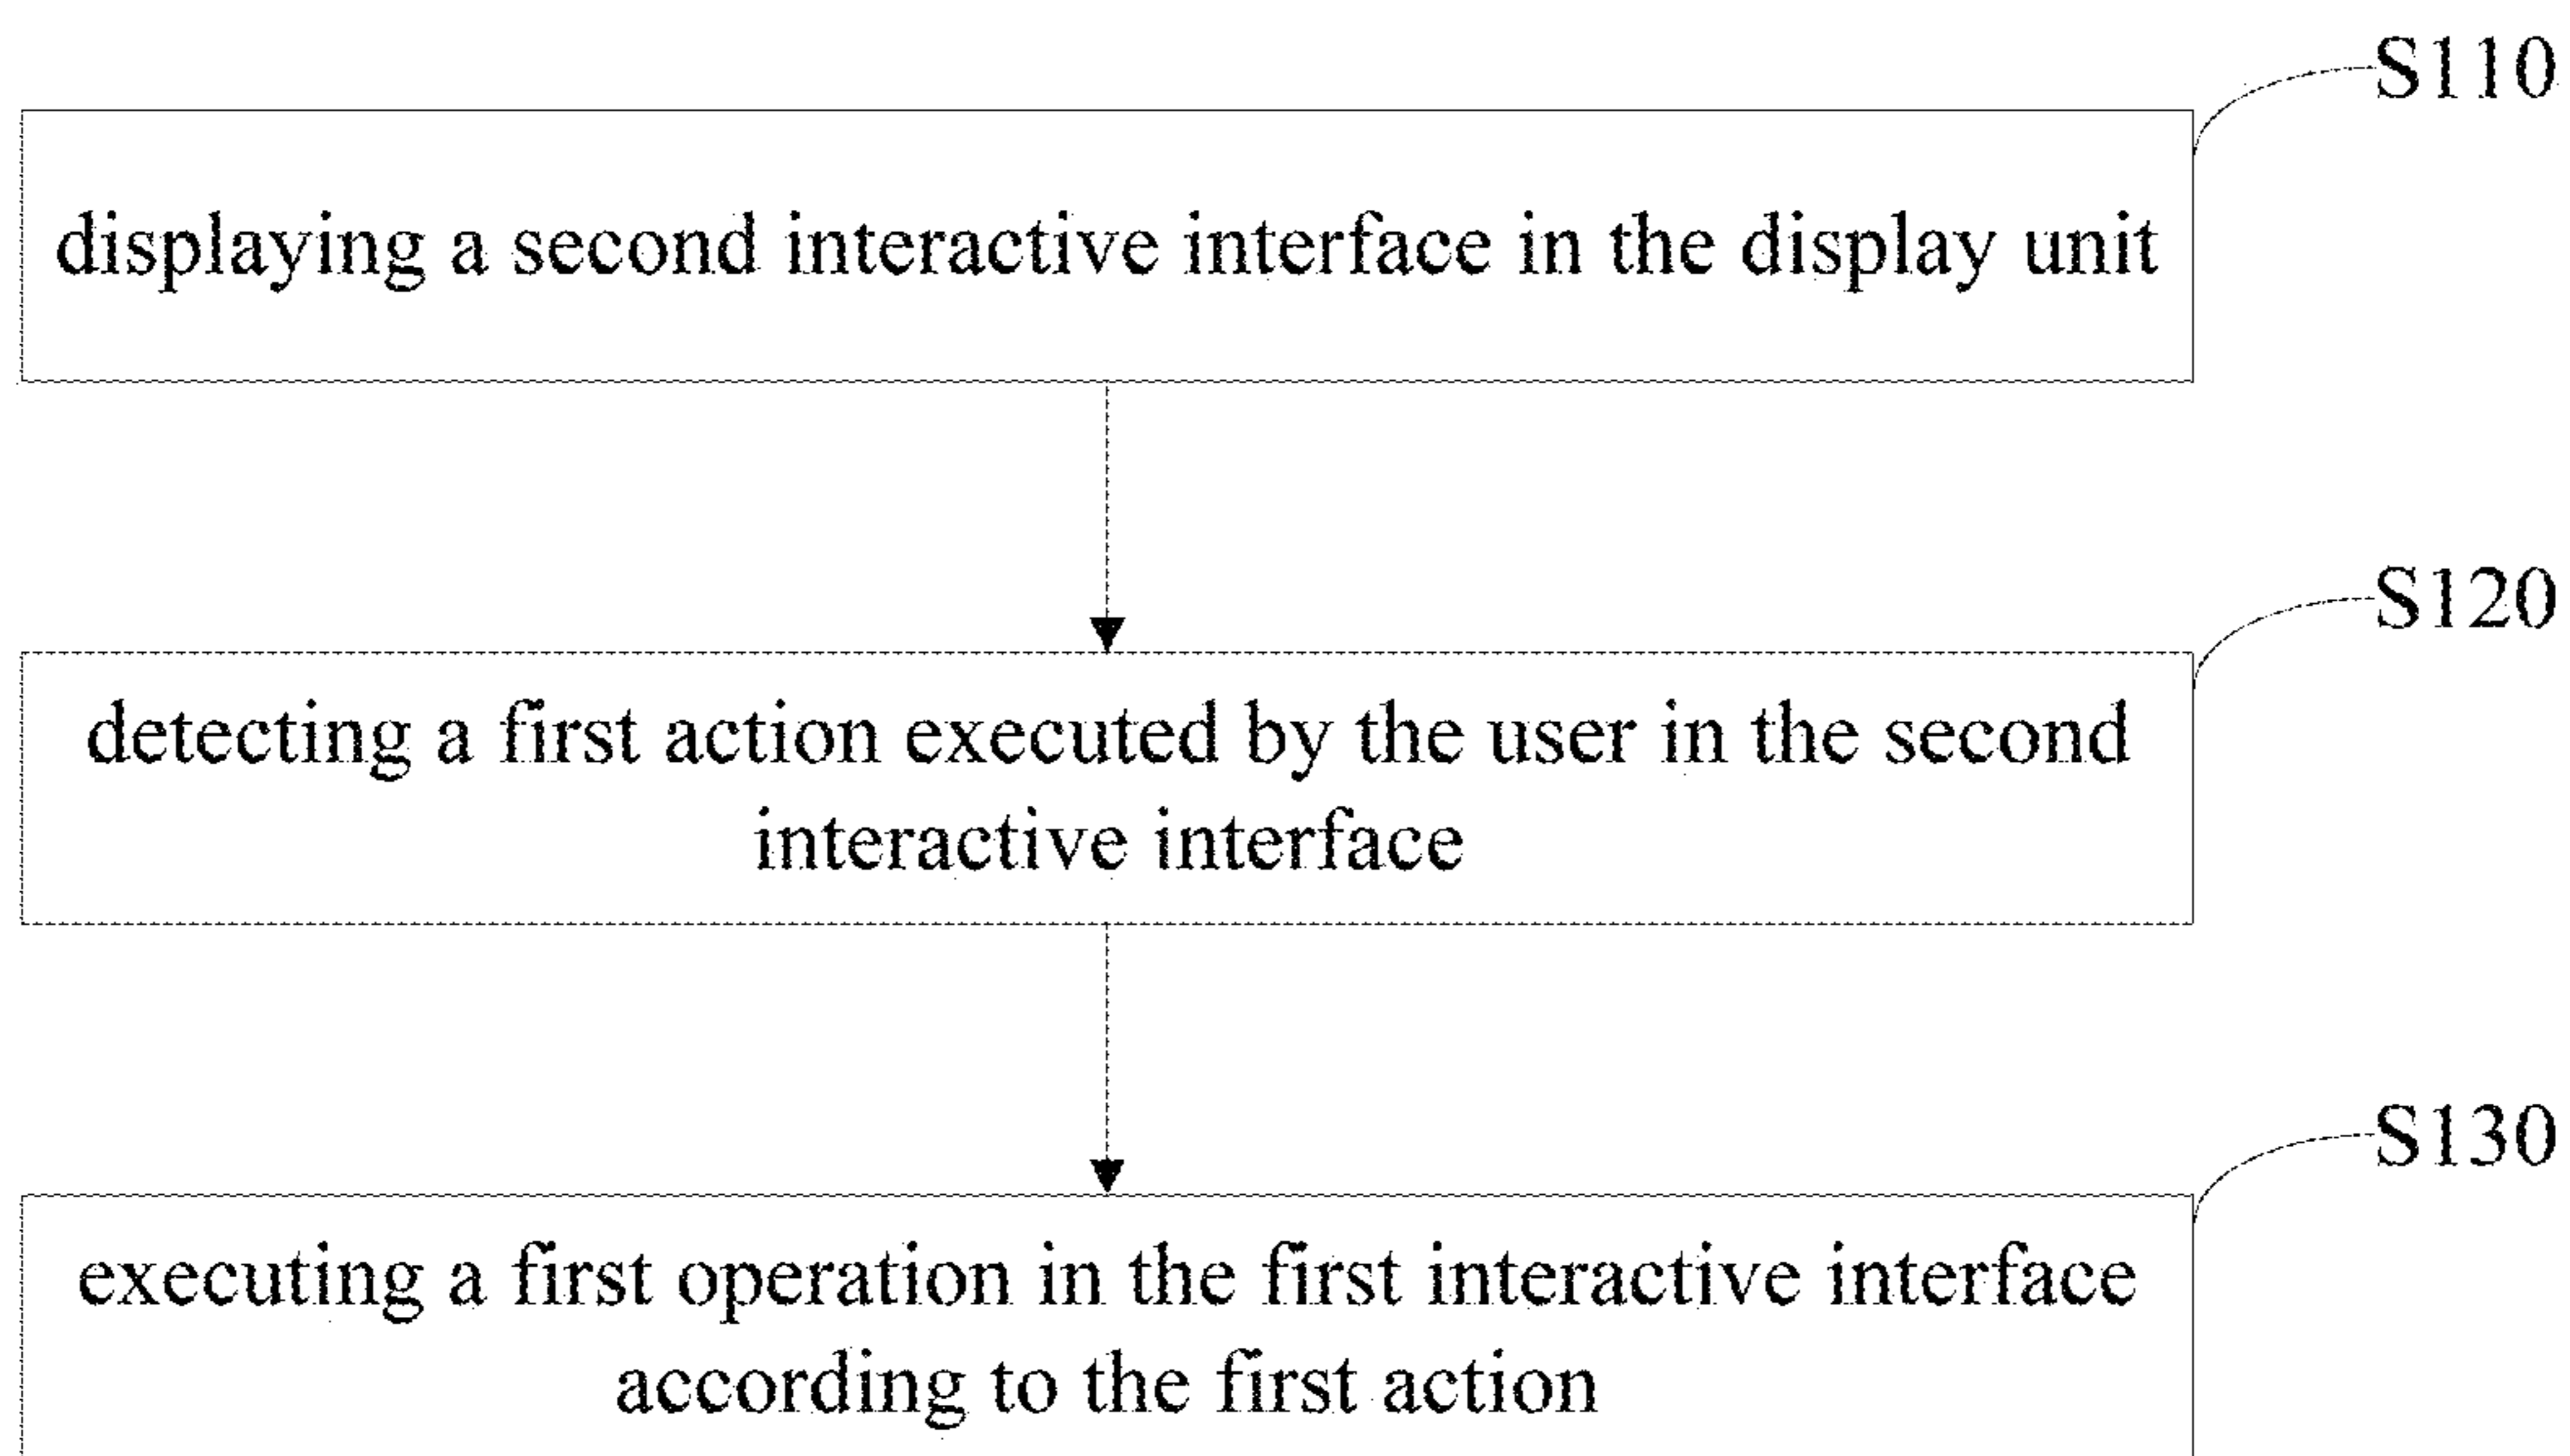 S110
displaying a second interactive interface in the display unit
S120
detecting a first action executed by the user in the second
interactive interface
S130
executing a first operation in the first interactive interface
according to the first action